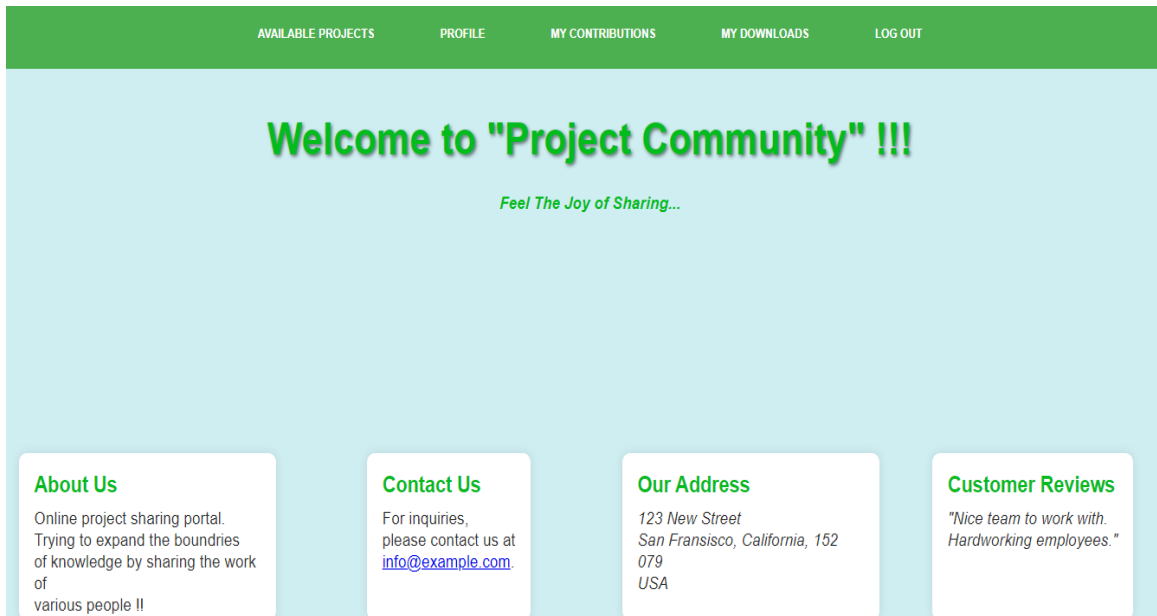 AVAILABLE PROJECTS PROFILE MY CONTRIBUTIONS MY DOWNLOADS LOG OUT
Welcome to "Project Community" !!!
Feel The Joy of Sharing...
About Us
Online project sharing portal.
Trying to expand the boundries
of knowledge by sharing the work
of
various people !!
Contact Us
For inquiries,
please contact us at
info@example.com.
Our Address
123 New Street
San Fransisco, California, 152
079
USA
Customer Reviews
"Nice team to work with.
Hardworking employees."